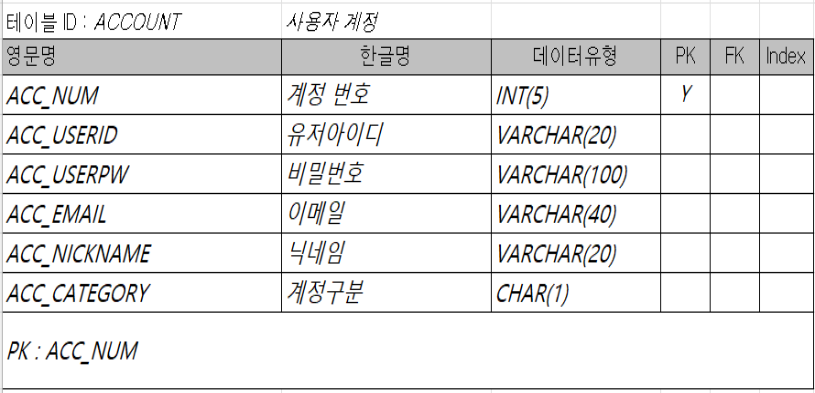 테이블 ID : ACCOUNT 사용자 계정
영문명 한글명 데이터유형 PK FK Index
ACC_NUM 계정 번호 INT(5) Y
ACC_USERID 유저아이디 VARCHAR(20)
ACC_USERPW 비밀번호 VARCHAR(100)
ACC_EMAIL 이메일 VARCHAR(40)
ACC_NICKNAME 닉네임 VARCHAR(20)
ACC_CATEGORY 계정구분 CHAR(1)
PK : ACC_NUM